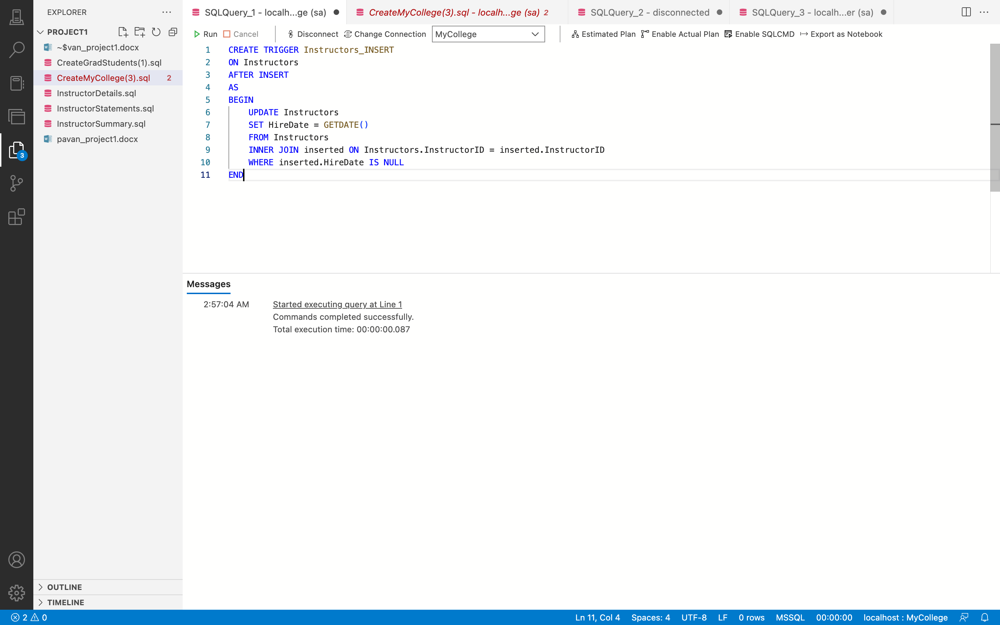 EXPLORER
PROJECT1
~$van_project1.docx
CreateGradStudents(1).sql
CreateMyCollege(3).sql 2
InstructorDetails.sql
InstructorStatements.sql
InstructorSummary.sql
pavan_project1.docx
3
OUTLINE
TIMELINE
SQLQuery_1 - localh...ge (sa)
CreateMyCollege(3).sql - localh...ge (sa) 2
SQLQuery_2 - disconnected
SQLQuery_3 - localh...er (sa)
Run Cancel Disconnect Change Connection MyCollege Estimated Plan Enable Actual Plan Enable SQLCMD Export as Notebook
1 CREATE TRIGGER Instructors_INSERT
2 ON Instructors
3 AFTER INSERT
4 AS
5 BEGIN
6 UPDATE Instructors
7 SET HireDate = GETDATE()
8 FROM Instructors
9 INNER JOIN inserted ON Instructors.InstructorID = inserted.InstructorID
10 WHERE inserted.HireDate IS NULL
11 END
Messages
2:57:04 AM Started executing query at Line 1
Commands completed successfully.
Total execution time: 00:00:00.087
2 0 Ln 11, Col 4 Spaces: 4 UTF-8 LF 0 rows MSSQL 00:00:00 localhost : MyCollege